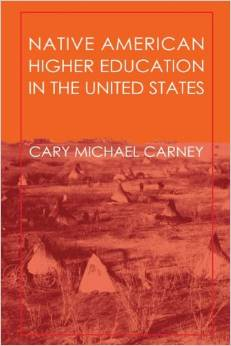 NATIVE AMERICAN
HIGHER EDUCATION
IN THE UNITED STATES
CARY MICHAEL CARNEY